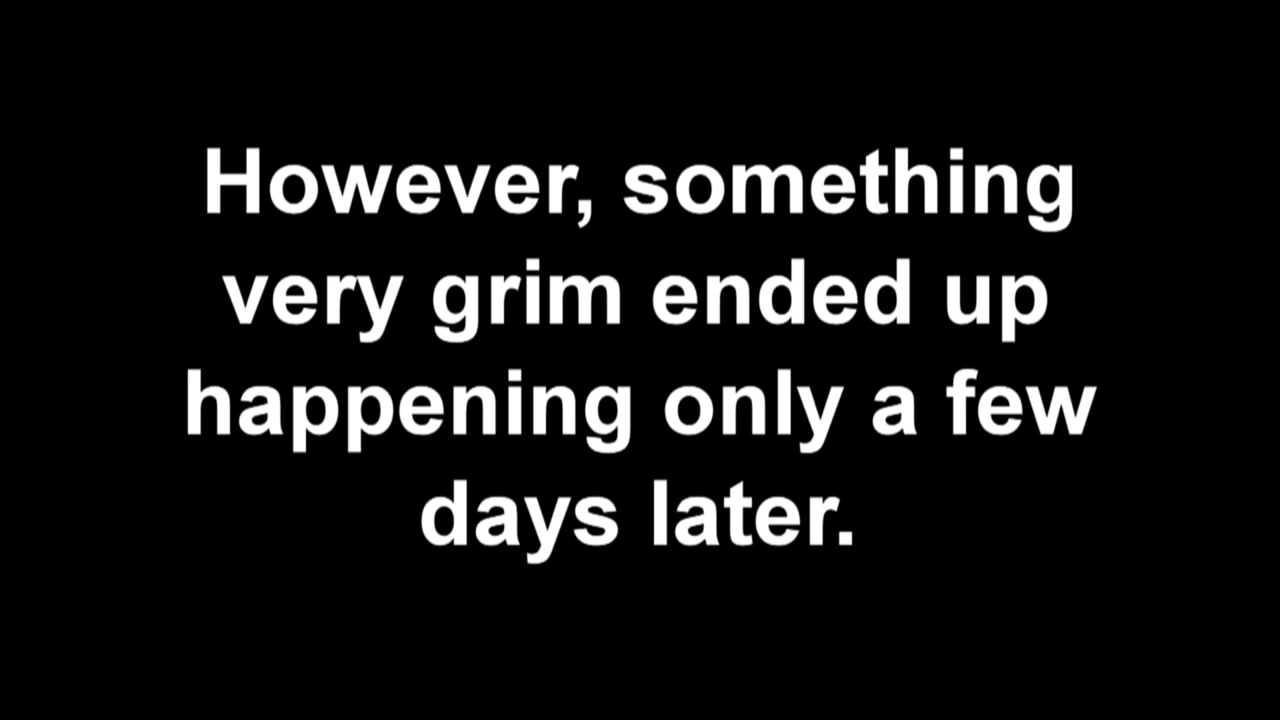 However, something
very grim ended up
happening only a few
days later.